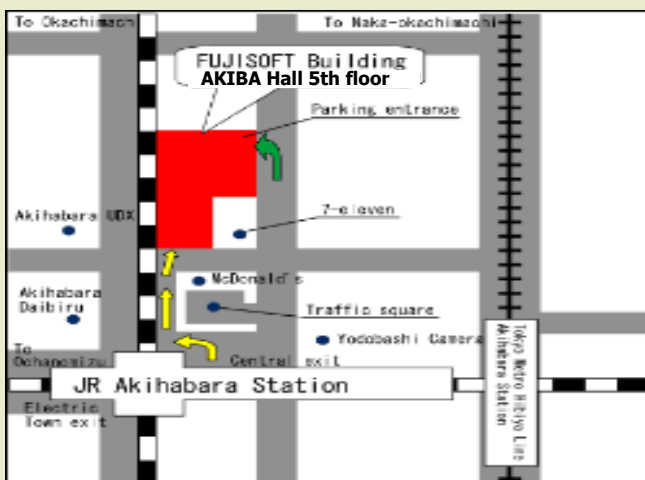 To Okachimachi
To Naka-okachimachi
FUJISOFT Building
AKIBA Hall 5th floor
Parking entrance
Akihabara UDX
7-eleven
McDonald's
Akihabara
Daibiru
Traffic square
To
Ochanomizu
Yodobashi Camera
Central exit
JR Akihabara Station
Electric
Town exit
Tokyo Metro Hibiya Line
Akihabara Station